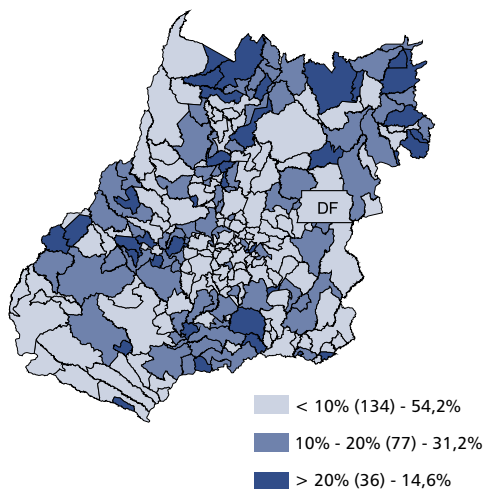 DF
< 10% (134) - 54,2%
10% - 20% (77) - 31,2%
> 20% (36) - 14,6%